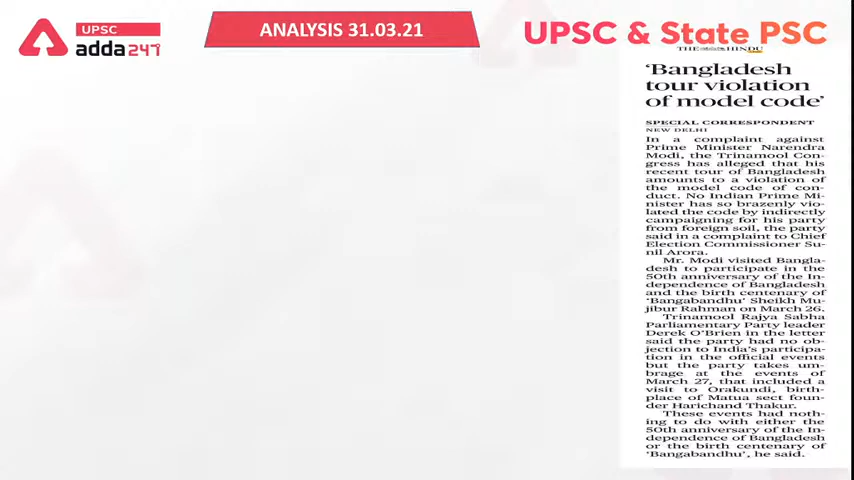 UPSC
adda247
ANALYSIS 31.03.21
UPSC & State PSC
THE HINDU
‘Bangladesh
tour violation
of model code’
SPECIAL CORRESPONDENT
NEW DELHI
In a complaint against
Prime Minister Narendra
Modi, the Trinamool Con-
gress has alleged that his
recent tour of Bangladesh
amounts to a violation of
the model code of con-
duct. No Indian Prime Mi-
nister has so brazenly vio-
lated the code by indirectly
campaigning for his party
from foreign soil, the party
said in a complaint to Chief
Election Commissioner Su-
nil Arora.
Mr. Modi visited Bangla-
desh to participate in the
50th anniversary of the In-
dependence of Bangladesh
and the birth centenary of
‘Bangabandhu’ Sheikh Mu-
jibur Rahman on March 26.
Trinamool Rajya Sabha
Parliamentary Party leader
Derek O’Brien in the letter
said the party had no ob-
jection to India’s participa-
tion in the official events
but the party takes um-
brage at the events of
March 27, that included a
visit to Orakundi, birth-
place of Matua sect foun-
der Harichand Thakur.
These events had noth-
ing to do with either the
50th anniversary of the In-
dependence of Bangladesh
or the birth centenary of
‘Bangabandhu’, he said.